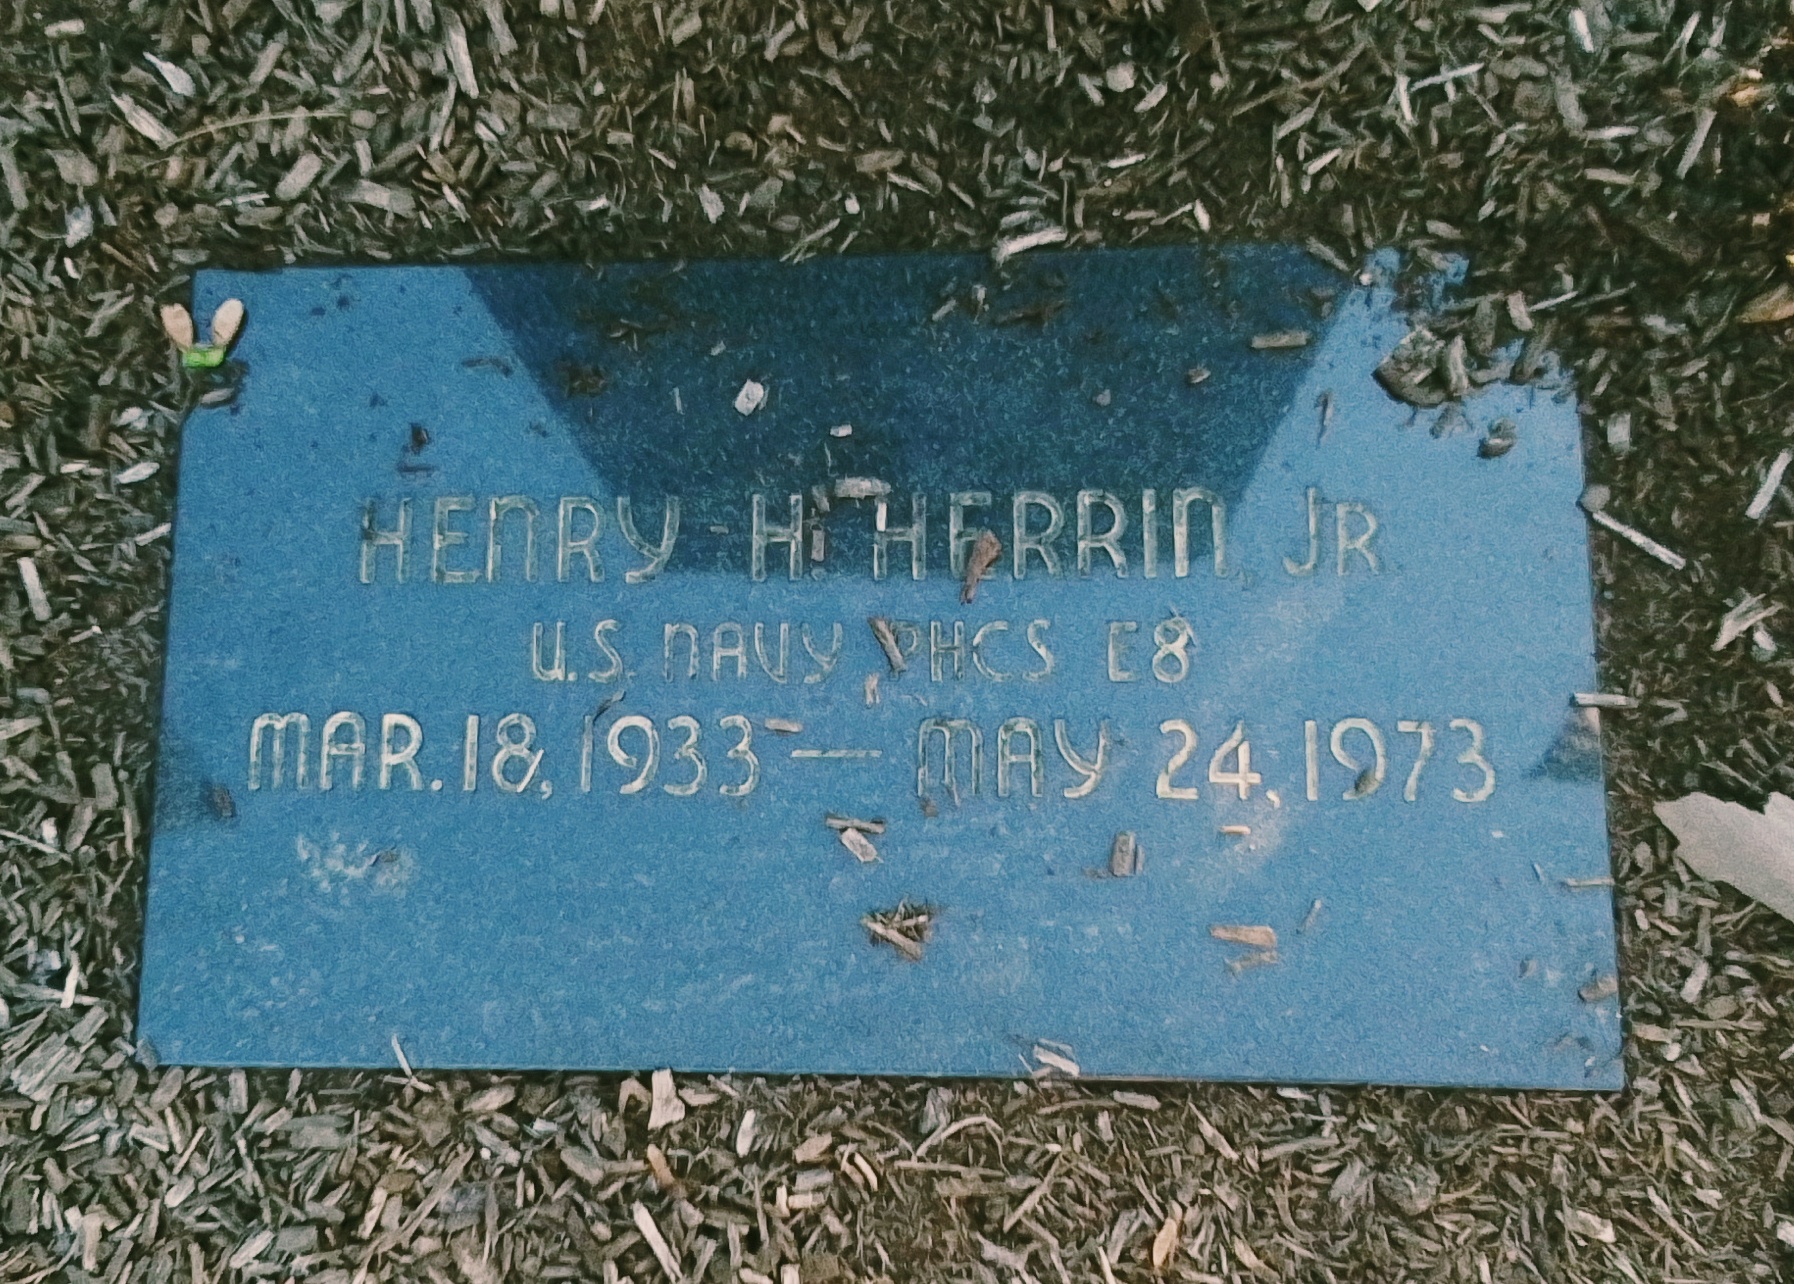 HENRY H. HERRIN, JR.
U.S. NAVY PHCS E8
MAR. 18, 1933 — MAY 24, 1973